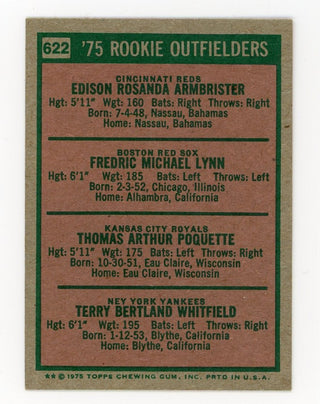 622 '75 ROOKIE OUTFIELDERS
CINCINNATI REDS
EDISON ROSANDA ARMBRISTER
Hgt: 5'11" Wgt: 160 Bats: Right Throws: Right
Born: 7-4-48, Nassau, Bahamas
Home: Nassau, Bahamas
BOSTON RED SOX
FREDRIC MICHAEL LYNN
Hgt: 6'1" Wgt: 185 Bats: Left Throws: Left
Born: 2-3-52, Chicago, Illinois
Home: Alhambra, California
KANSAS CITY ROYALS
THOMAS ARTHUR POQUETTE
Hgt: 5'11" Wgt: 175 Bats: Left Throws: Right
Born: 10-30-51, Eau Claire, Wisconsin
Home: Eau Claire, Wisconsin
NEW YORK YANKEES
TERRY BERTLAND WHITFIELD
Hgt: 6'1" Wgt: 195 Bats: Left Throws: Right
Born: 1-12-53, Blythe, California
Home: Blythe, California
** © 1975 TOPPS CHEWING GUM, INC. PRTD IN U.S.A.